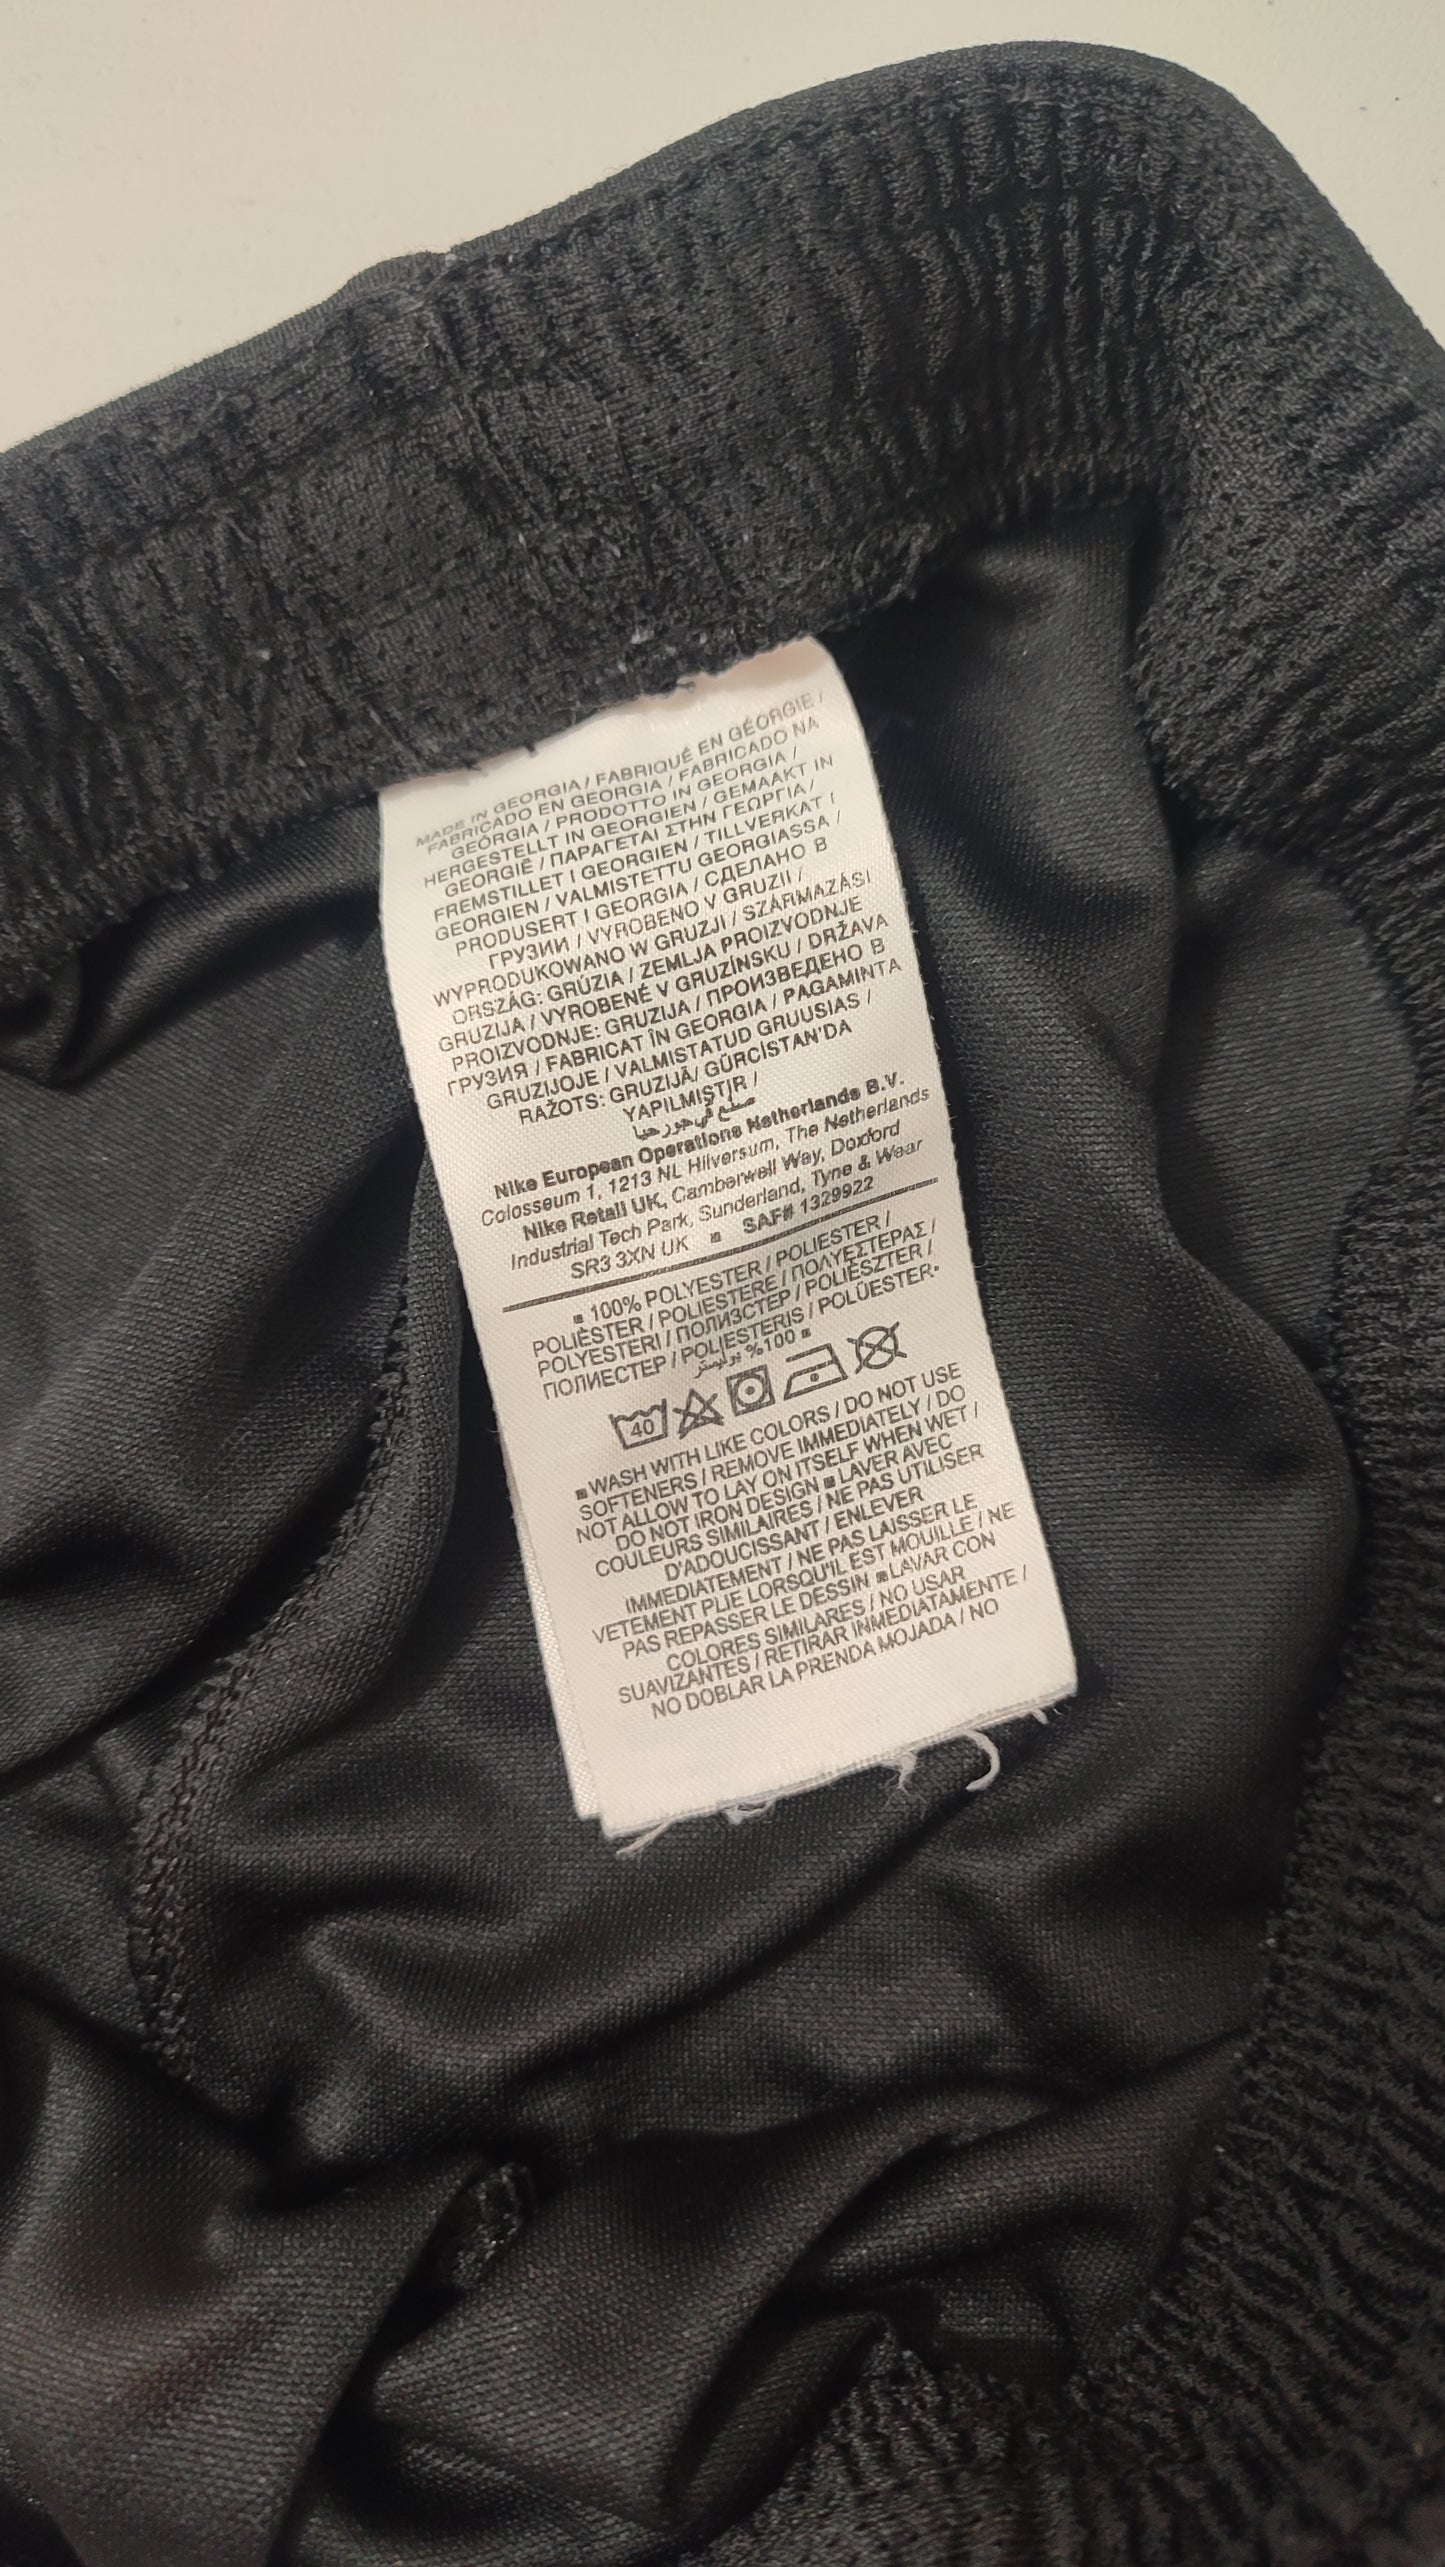 MADE IN GEORGIA / FABRIQUÉ EN GÉORGIE /
FABRICADO EN GEORGIA / FABRICADO NA
GEÓRGIA / PRODOTTO IN GEORGIA /
HERGESTELLT IN GEORGIEN / GEMAAKT IN
GEORGIË / ΠΑΡΑΓΕΤΑΙ ΣΤΗΝ ΓΕΩΡΓΙΑ /
FREMSTILLET I GEORGIEN / TILLVERKAT I
GEORGIEN / VALMISTETTU GEORGIASSA /
PRODUSERT I GEORGIA / СДЕЛАНО В
ГРУЗИИ / VYROBENO V GRUZII /
WYPRODUKOWANO W GRUZJI / SZÁRMAZÁSI
ORSZÁG: GRÚZIA / ZEMLJA PROIZVODNJE
GRUZIJA / VYROBENÉ V GRUZÍNSKU / DRŽAVA
PROIZVODNJE: GRUZIJA / ПРОИЗВЕДЕНО В
ГРУЗИЯ / FABRICAT ÎN GEORGIA / PAGAMINTA
GRUZIJOJE / VALMISTATUD GRUUSIAS /
RAŽOTS: GRUZIJĀ/ GÜRCİSTAN'DA
YAPILMIŞTIR /
صنع في جورجيا
Nike European Operations Netherlands B.V.
Colosseum 1, 1213 NL Hilversum, The Netherlands
Nike Retail UK, Camberwell Way, Doxford
Industrial Tech Park, Sunderland, Tyne & Wear
SR3 3XN UK ▪ SAF# 1329922
▪ 100% POLYESTER / POLIESTER /
POLIÈSTER / POLIESTERE / ΠΟΛΥΕΣΤΕΡΑΣ /
POLYESTERI / ПОЛИЭСТЕР / POLIÉSZTER /
ПОЛИЕСТЕР / POLIESTERIS / POLÜESTER▪
▪ 100% بوليستر
40
▪ WASH WITH LIKE COLORS / DO NOT USE
SOFTENERS / REMOVE IMMEDIATELY / DO
NOT ALLOW TO LAY ON ITSELF WHEN WET /
DO NOT IRON DESIGN ▪ LAVER AVEC
COULEURS SIMILAIRES / NE PAS UTILISER
D'ADOUCISSANT / ENLEVER
IMMEDIATEMENT / NE PAS LAISSER LE
VETEMENT PLIE LORSQU'IL EST MOUILLE / NE
PAS REPASSER LE DESSIN ▪ LAVAR CON
COLORES SIMILARES / NO USAR
SUAVIZANTES / RETIRAR INMEDIATAMENTE /
NO DOBLAR LA PRENDA MOJADA / NO